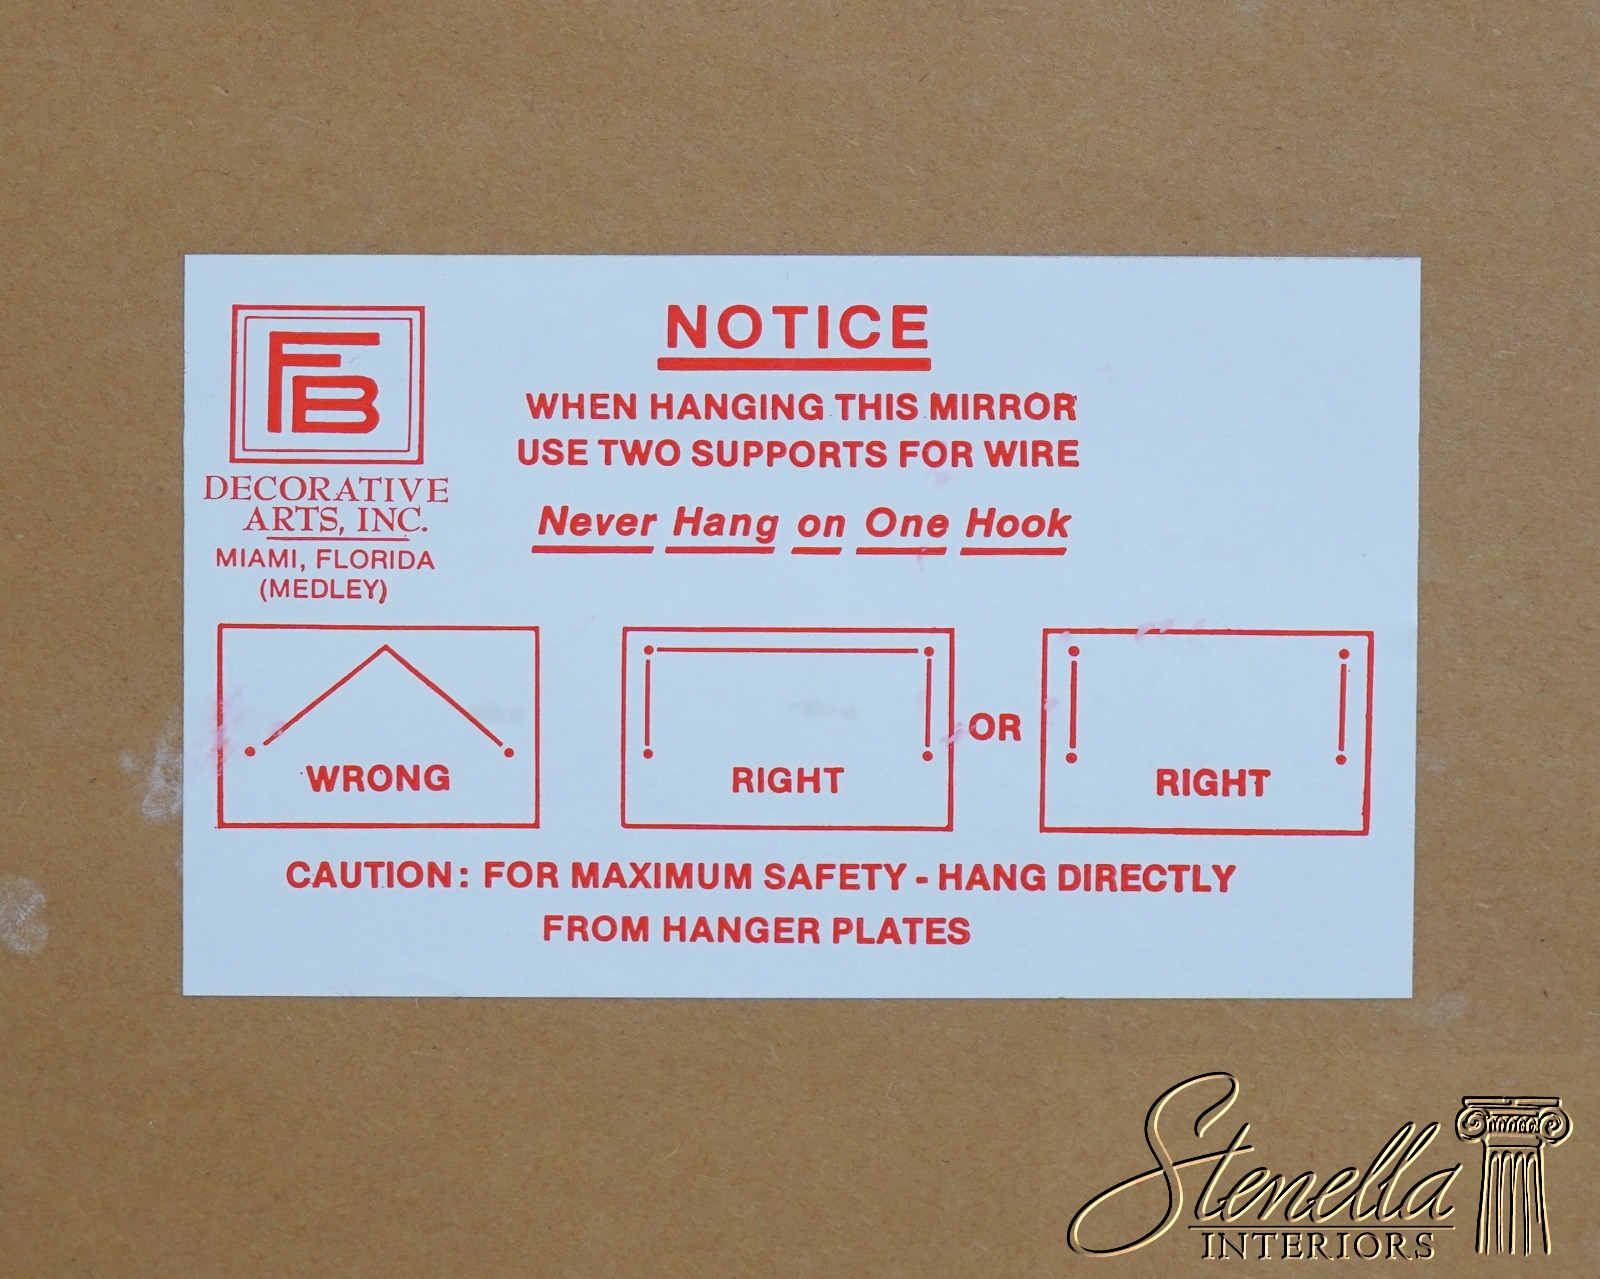 FB
DECORATIVE
ARTS, INC.
MIAMI, FLORIDA
(MEDLEY)
NOTICE
WHEN HANGING THIS MIRROR
USE TWO SUPPORTS FOR WIRE
Never Hang on One Hook
WRONG
RIGHT
OR
RIGHT
CAUTION: FOR MAXIMUM SAFETY - HANG DIRECTLY
FROM HANGER PLATES
Stenella
INTERIORS